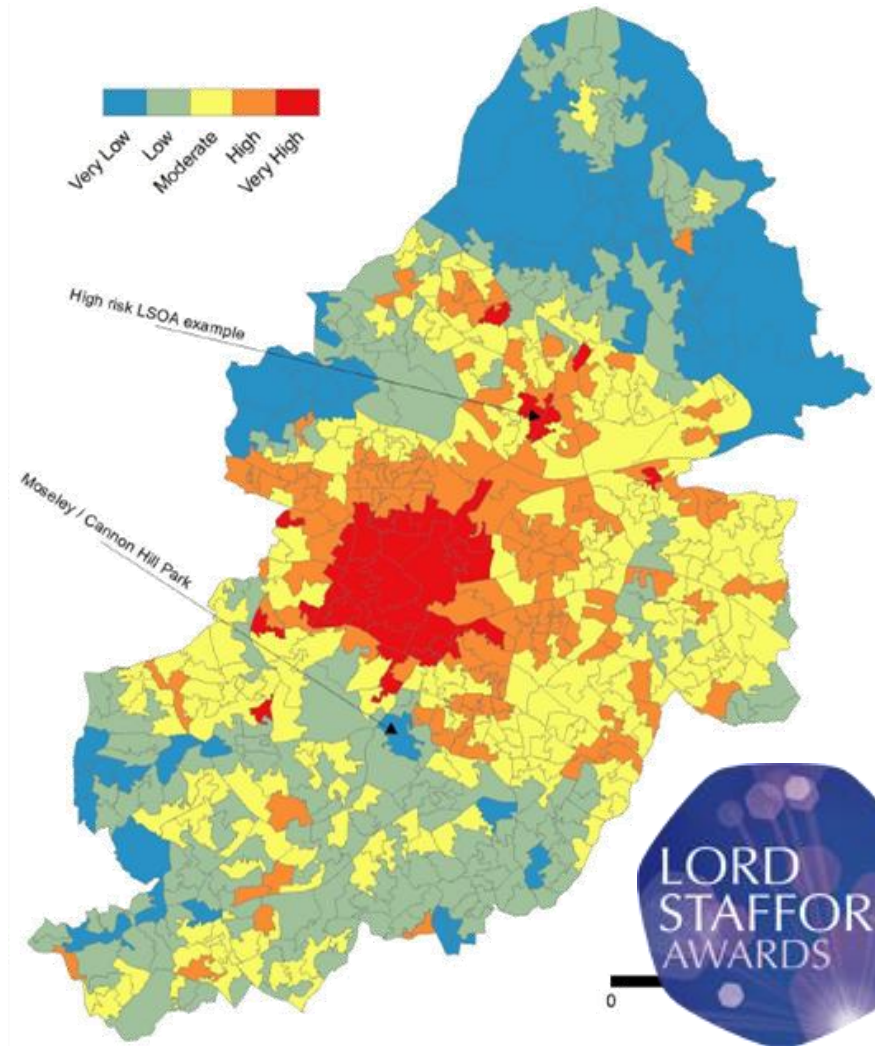 Very Low
Low
Moderate
High
Very High
High risk LSOA example
Moseley / Cannon Hill Park
LORD
STAFFOR
AWARDS
0